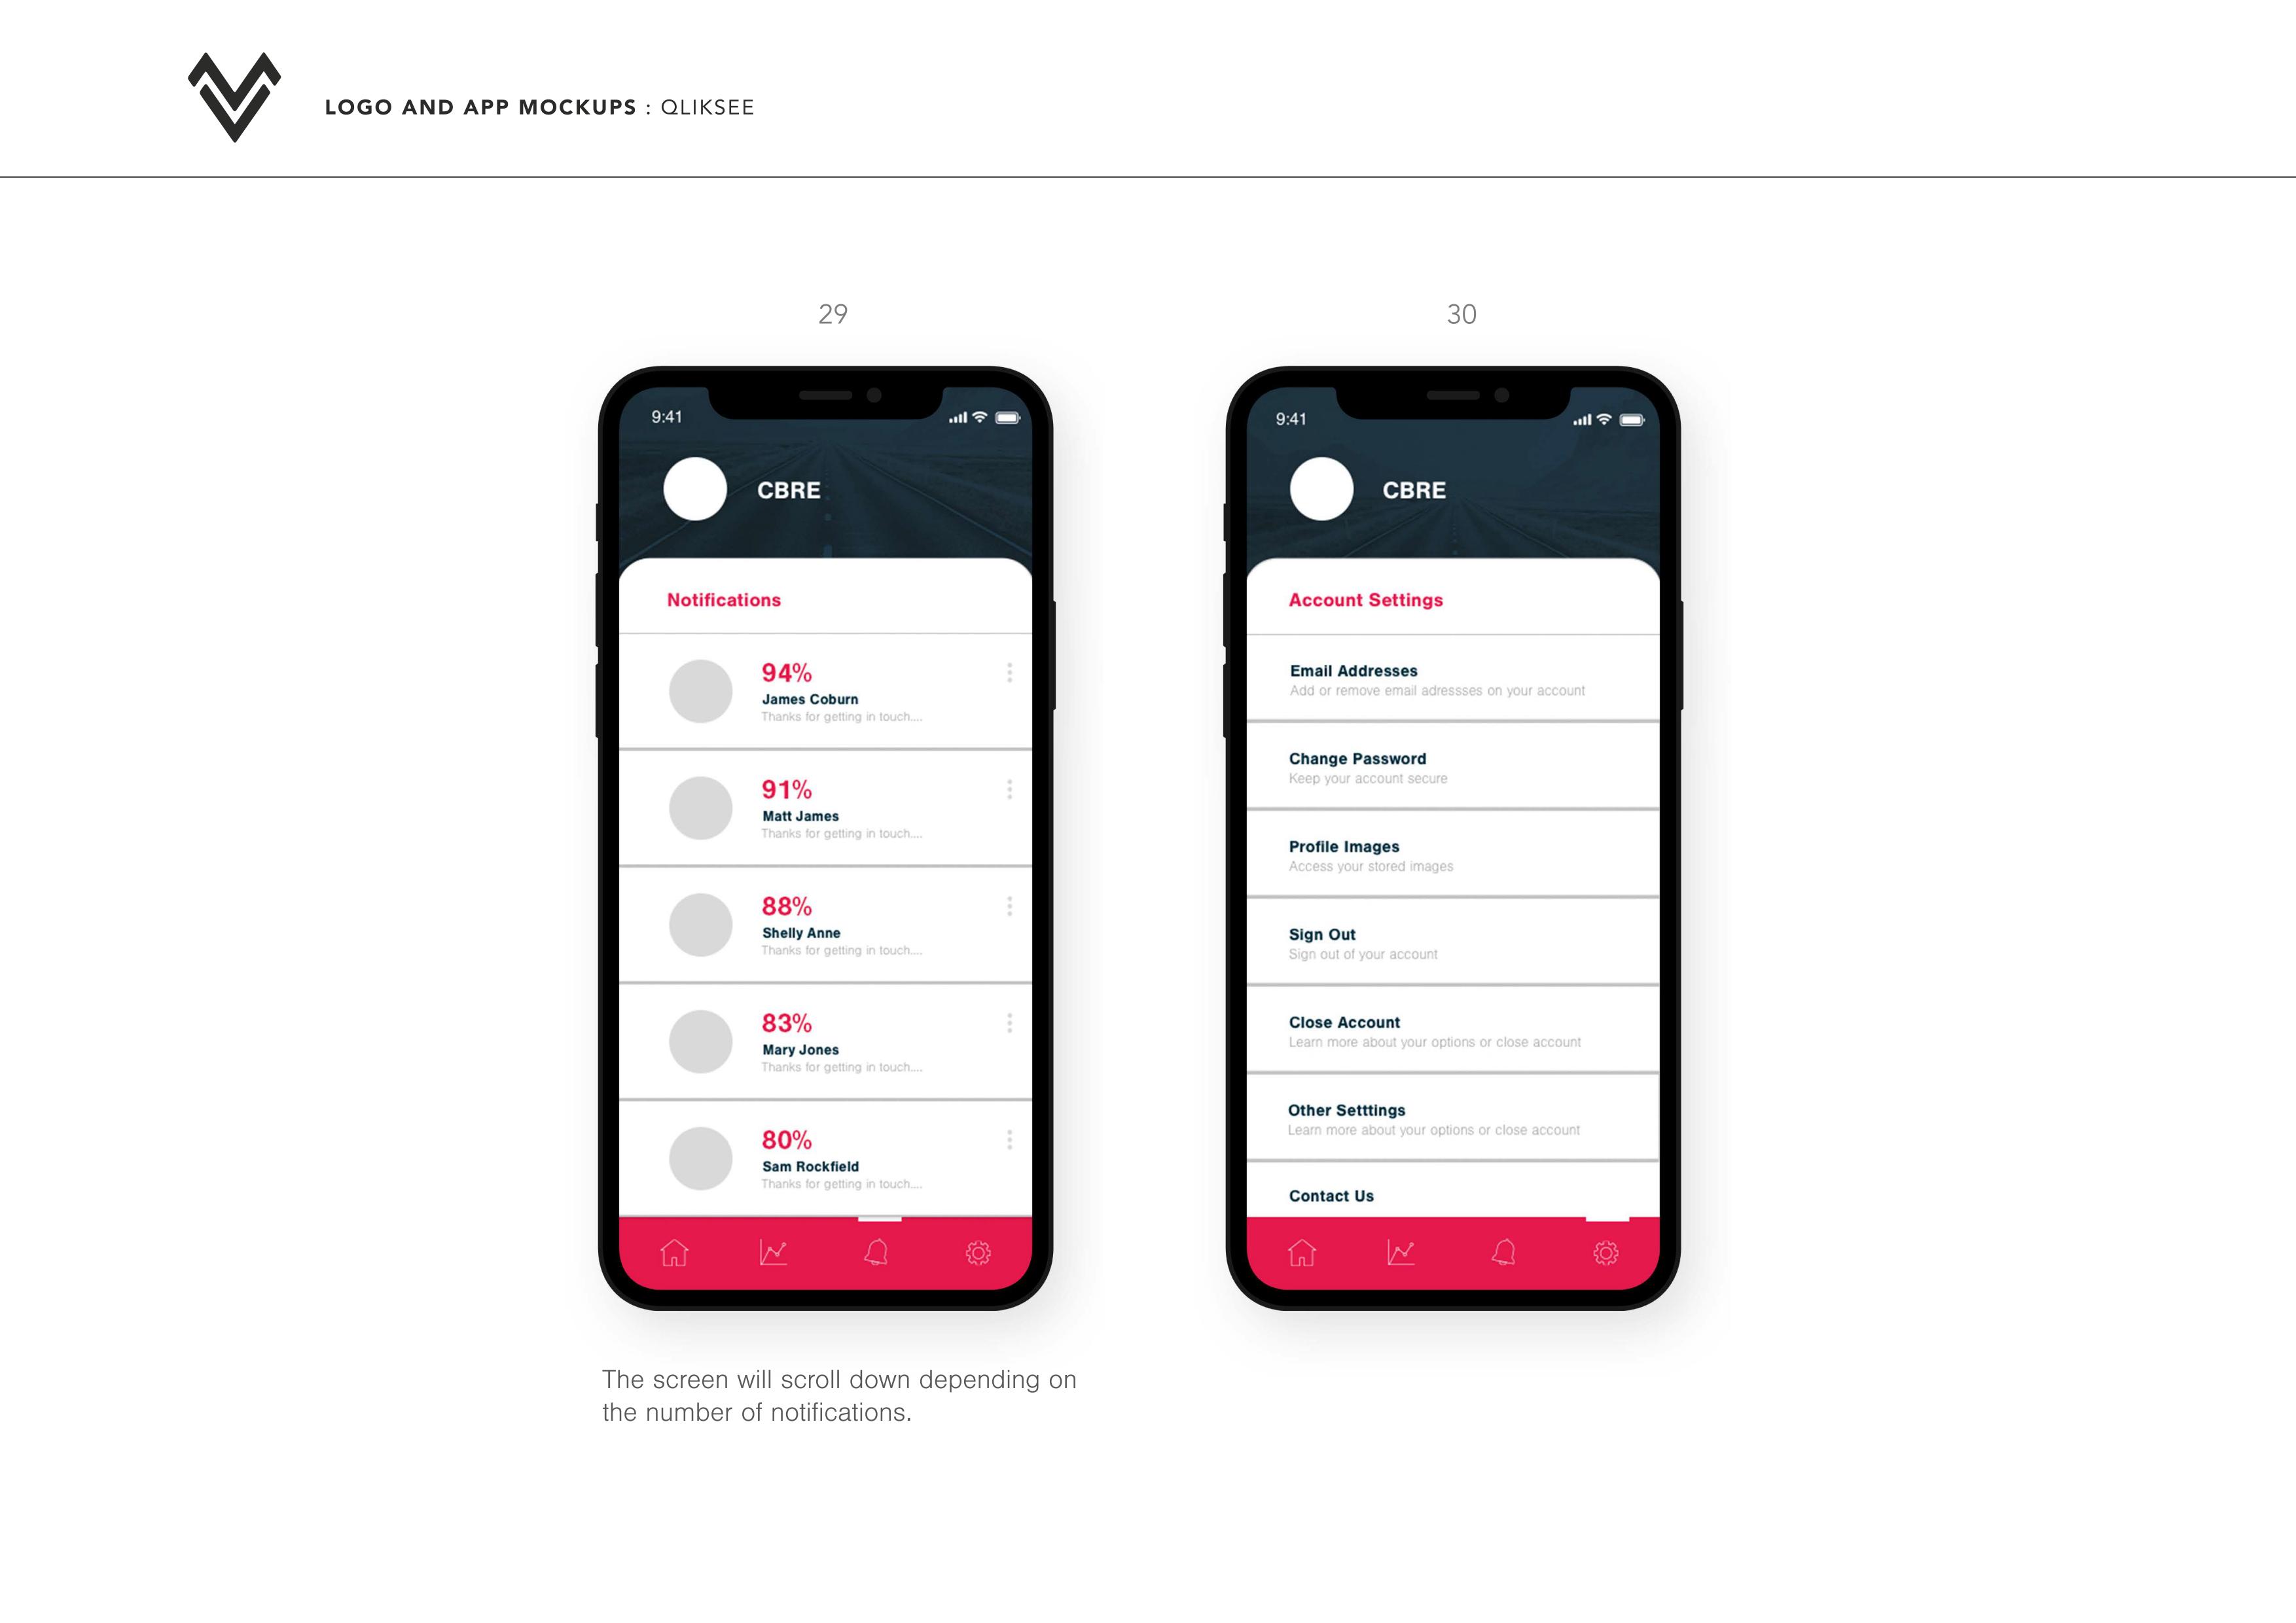 LOGO AND APP MOCKUPS : QLIKSEE
29
9:41
CBRE
Notifications
94%
James Coburn
Thanks for getting in touch....
91%
Matt James
Thanks for getting in touch....
88%
Shelly Anne
Thanks for getting in touch....
83%
Mary Jones
Thanks for getting in touch....
80%
Sam Rockfield
Thanks for getting in touch....
The screen will scroll down depending on
the number of notifications.
30
9:41
CBRE
Account Settings
Email Addresses
Add or remove email adressses on your account
Change Password
Keep your account secure
Profile Images
Access your stored images
Sign Out
Sign out of your account
Close Account
Learn more about your options or close account
Other Setttings
Learn more about your options or close account
Contact Us